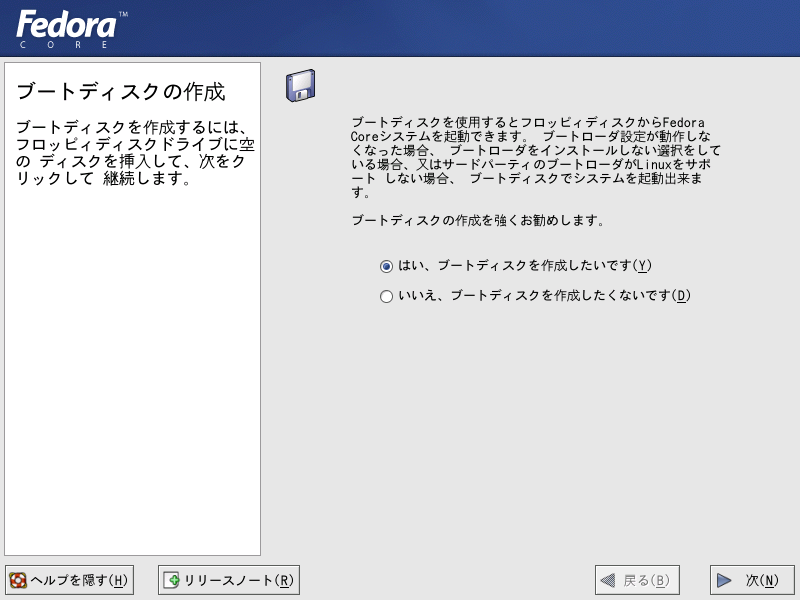 Fedora™
CORE
ブートディスクの作成
ブートディスクを作成するには、
フロッピィディスクドライブに空
の ディスクを挿入して、次をク
リックして 継続します。
ブートディスクを使用するとフロッピィディスクからFedora
Coreシステムを起動できます。 ブートローダ設定が動作しな
くなった場合、 ブートローダをインストールしない選択をして
いる場合、又はサードパーティのブートローダがLinuxをサポ
ート しない場合、 ブートディスクでシステムを起動出来ま
す。
ブートディスクの作成を強くお勧めします。
はい、ブートディスクを作成したいです(Y)
いいえ、ブートディスクを作成したくないです(D)
ヘルプを隠す(H)
リリースノート(R)
戻る(B)
次(N)